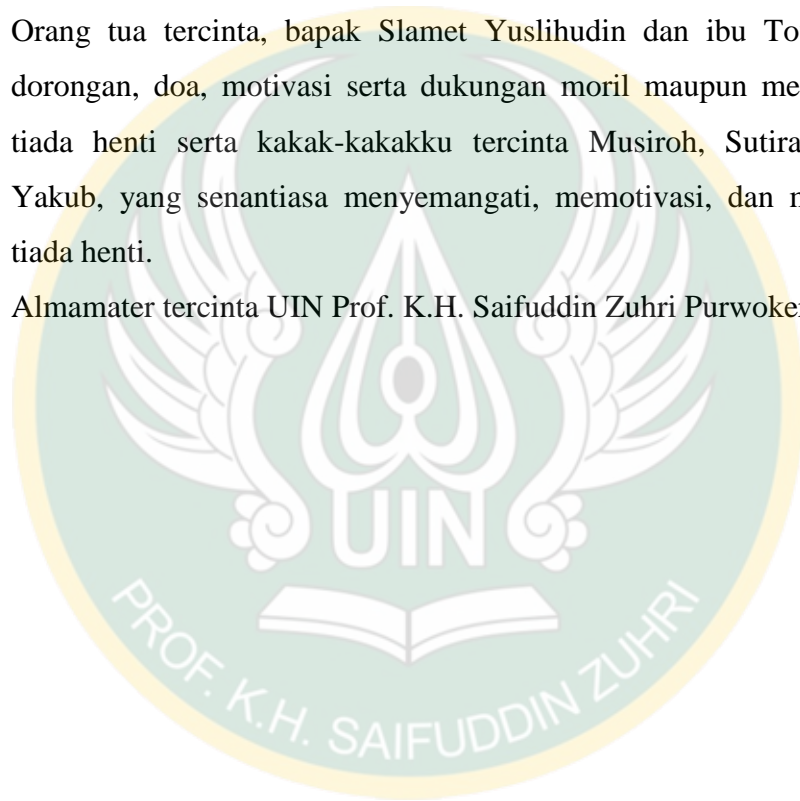 Orang tua tercinta, bapak Slamet Yuslihudin dan ibu To
dorongan, doa, motivasi serta dukungan moril maupun me
tiada henti serta kakak-kakakku tercinta Musiroh, Sutira
Yakub, yang senantiasa menyemangati, memotivasi, dan
tiada henti.
Almamater tercinta UIN Prof. K.H. Saifuddin Zuhri Purwoke
UIN
PROF. K.H. SAIFUDDIN ZUHRI